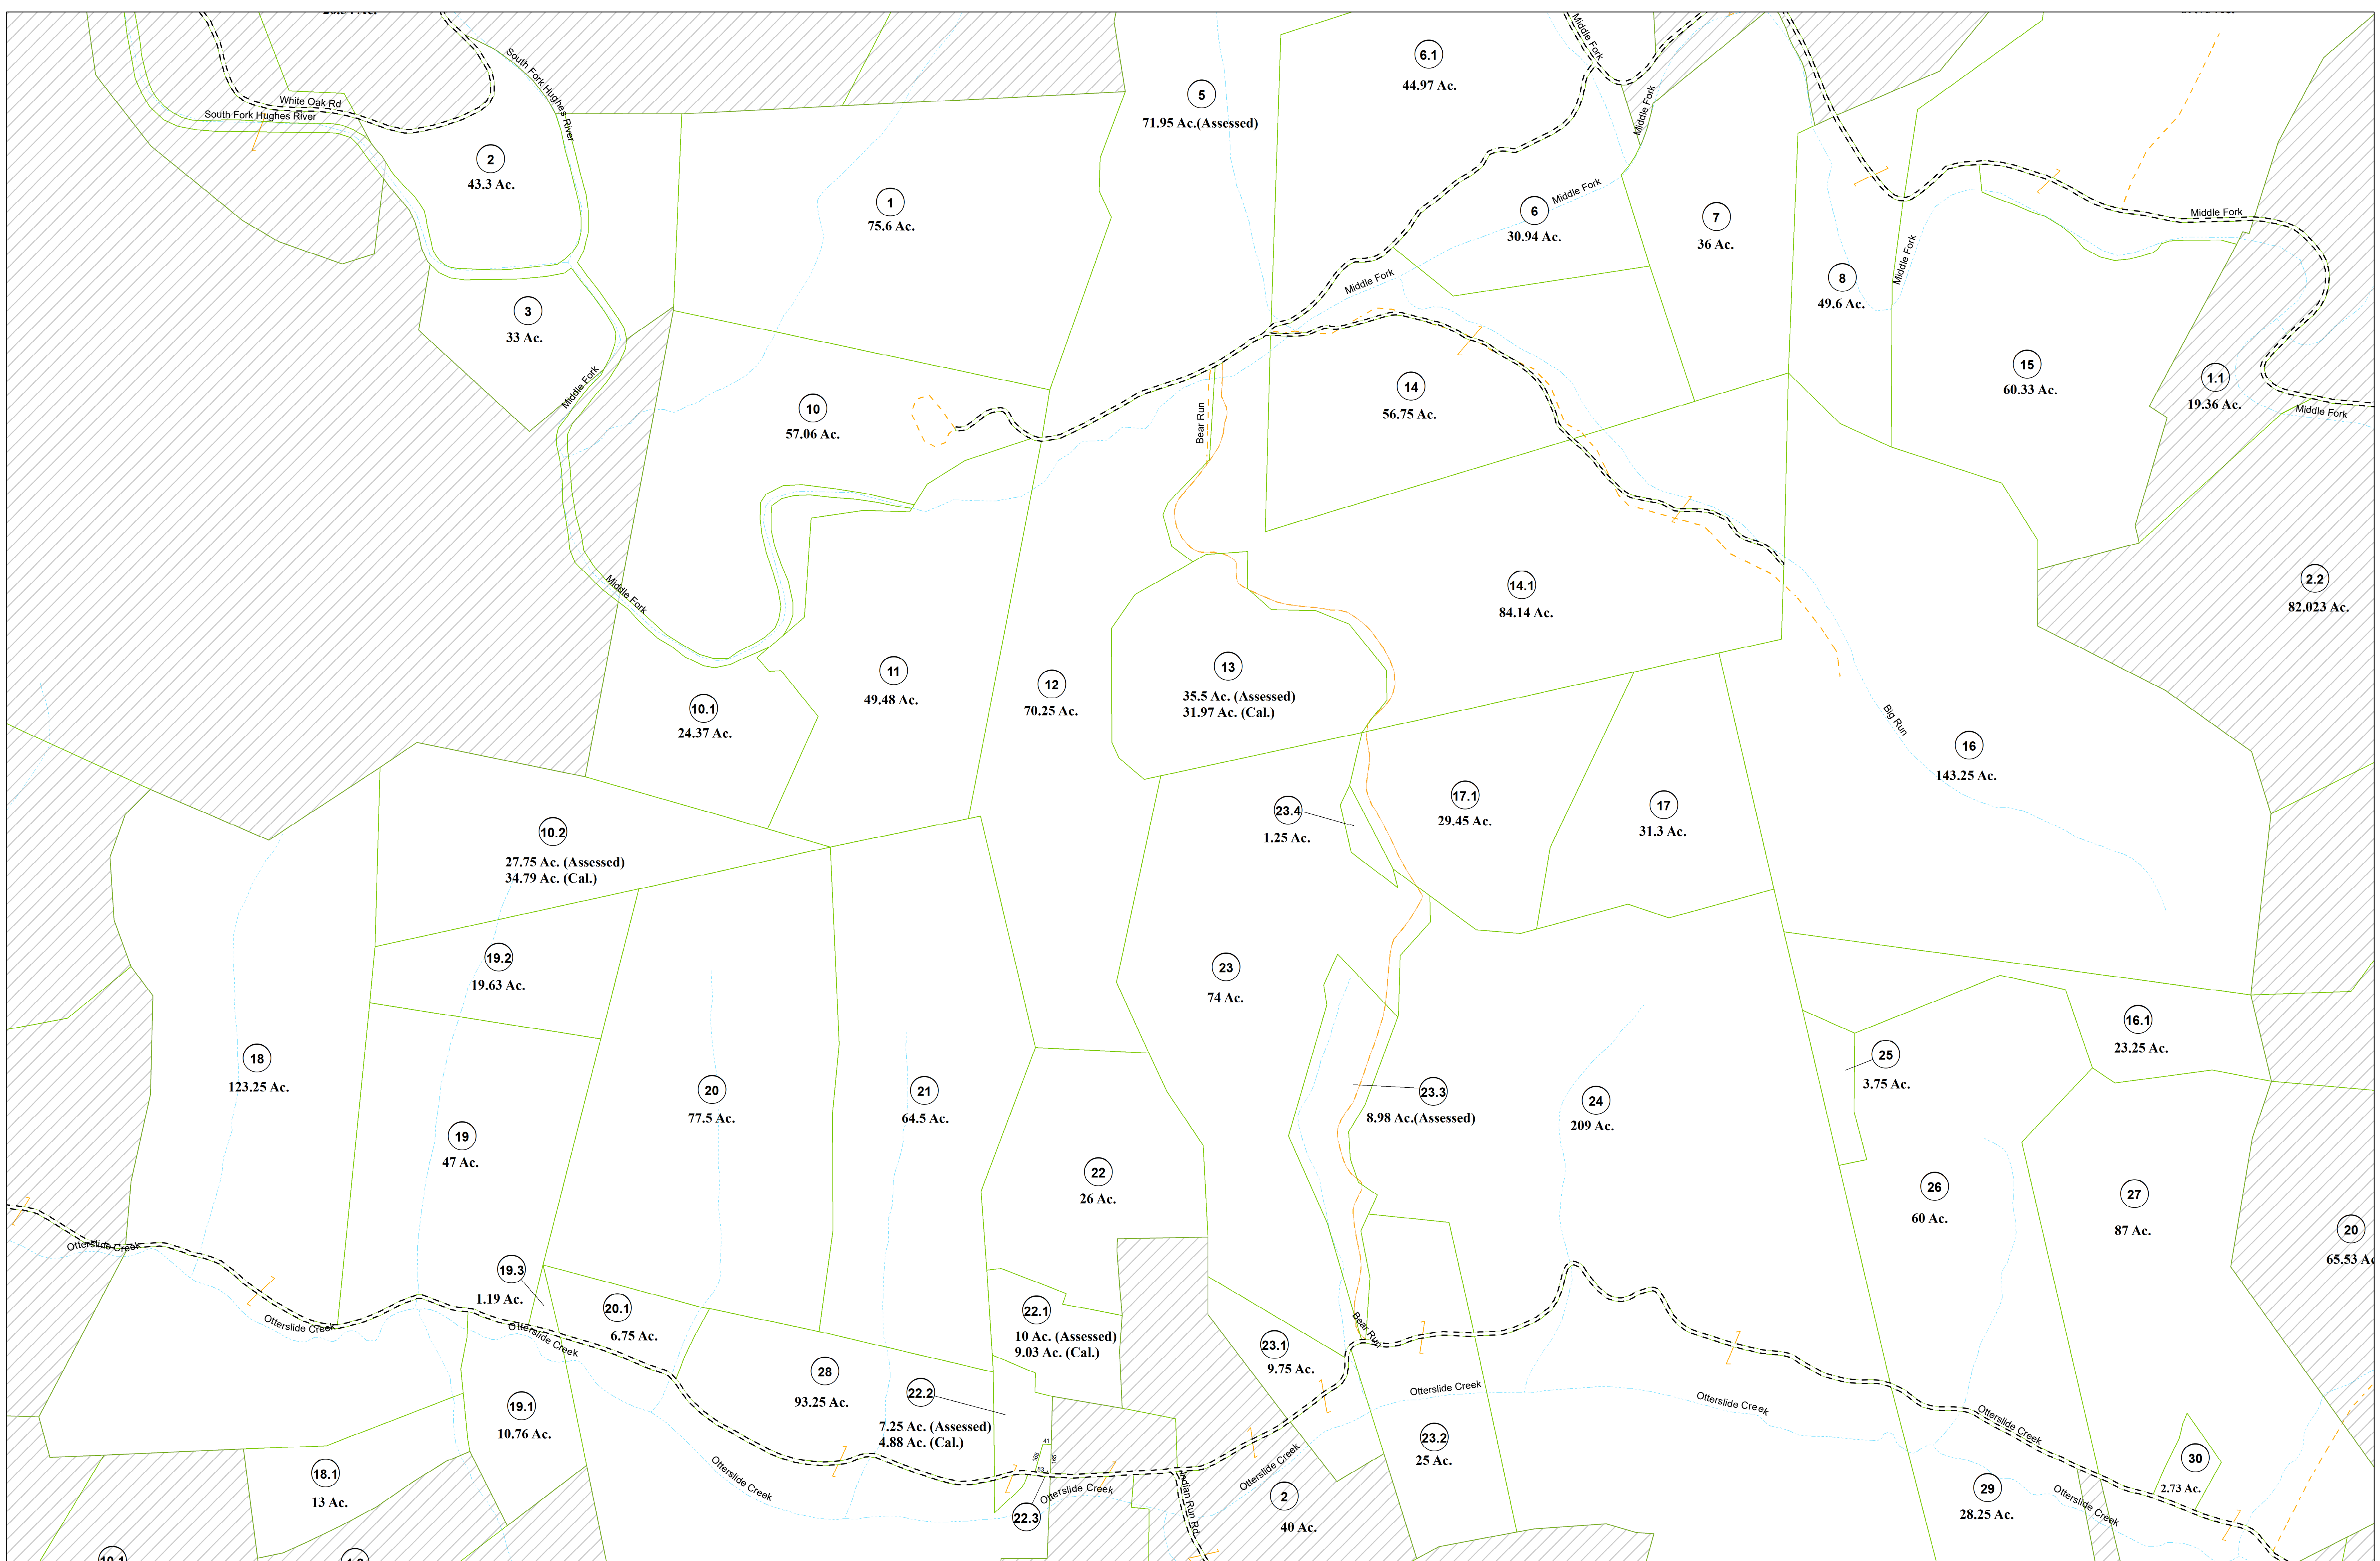 White Oak Rd
South Fork Hughes River
South Fork Hughes River
2
43.3 Ac.
1
75.6 Ac.
5
71.95 Ac.(Assessed)
6.1
44.97 Ac.
Middle Fork
Middle Fork
6
30.94 Ac.
Middle Fork
Middle Fork
7
36 Ac.
8
49.6 Ac.
Middle Fork
Middle Fork
3
33 Ac.
Middle Fork
10
57.06 Ac.
Bear Run
14
56.75 Ac.
15
60.33 Ac.
1.1
19.36 Ac.
Middle Fork
Middle Fork
14.1
84.14 Ac.
2.2
82.023 Ac.
10.1
24.37 Ac.
11
49.48 Ac.
12
70.25 Ac.
13
35.5 Ac. (Assessed)
31.97 Ac. (Cal.)
Big Run
16
143.25 Ac.
10.2
27.75 Ac. (Assessed)
34.79 Ac. (Cal.)
23.4
1.25 Ac.
17.1
29.45 Ac.
17
31.3 Ac.
19.2
19.63 Ac.
23
74 Ac.
16.1
23.25 Ac.
25
3.75 Ac.
18
123.25 Ac.
19
47 Ac.
20
77.5 Ac.
21
64.5 Ac.
23.3
8.98 Ac.(Assessed)
24
209 Ac.
22
26 Ac.
26
60 Ac.
27
87 Ac.
20
65.53 Ac
Otterslide Creek
Otterslide Creek
19.3
1.19 Ac.
Otterslide Creek
20.1
6.75 Ac.
22.1
10 Ac. (Assessed)
9.03 Ac. (Cal.)
23.1
9.75 Ac.
Bear Run
28
93.25 Ac.
22.2
7.25 Ac. (Assessed)
4.88 Ac. (Cal.)
Otterslide Creek
Otterslide Creek
Otterslide Creek
19.1
10.76 Ac.
18.1
13 Ac.
Otterslide Creek
41
165
83
22.3
Otterslide Creek
Indian Run Rd
Otterslide Creek
2
40 Ac.
23.2
25 Ac.
29
28.25 Ac.
Otterslide Creek
30
2.73 Ac.